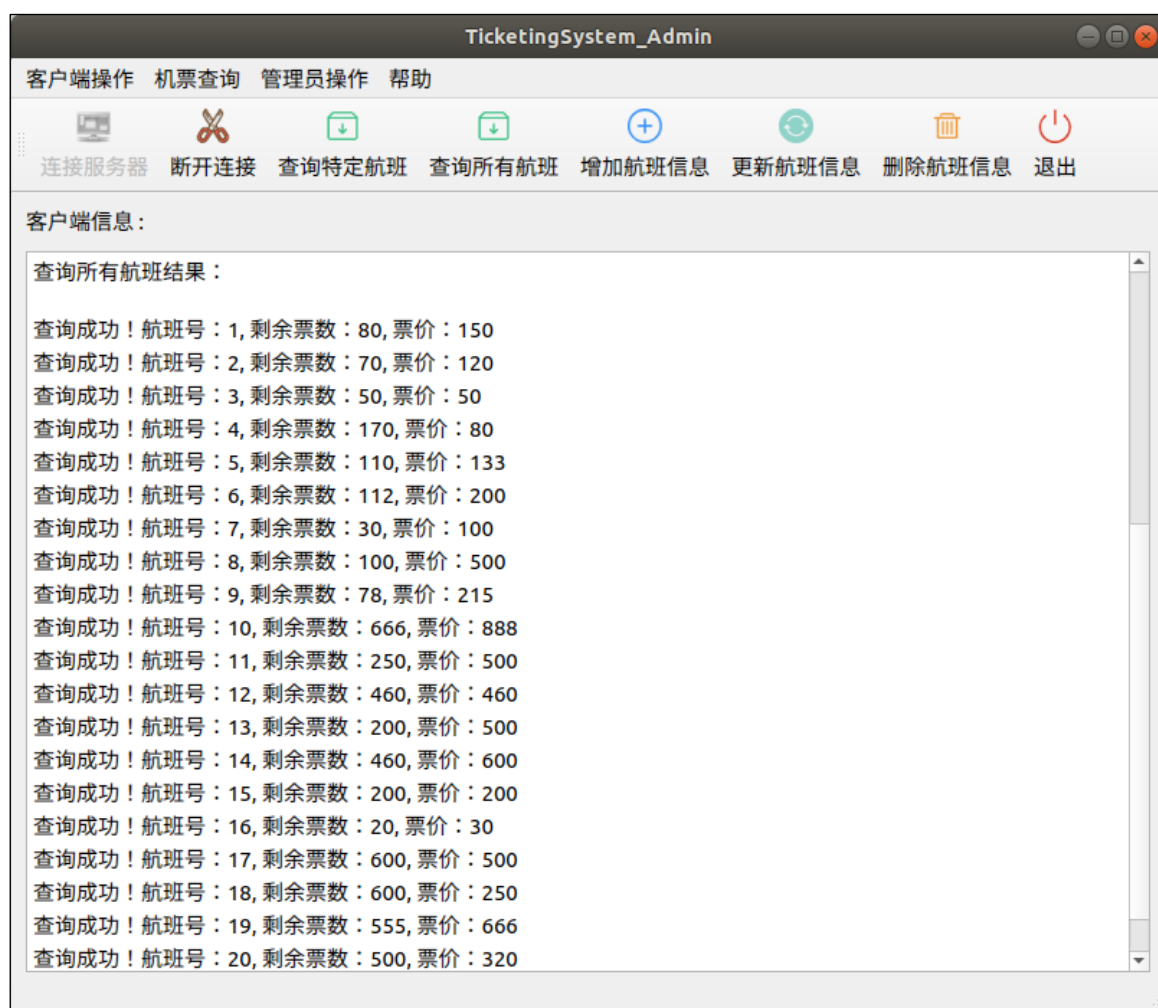 TicketingSystem_Admin
客户端操作 机票查询 管理员操作 帮助
连接服务器 断开连接 查询特定航班 查询所有航班 增加航班信息 更新航班信息 删除航班信息 退出
客户端信息:
查询所有航班结果：
查询成功！航班号：1, 剩余票数：80, 票价：150
查询成功！航班号：2, 剩余票数：70, 票价：120
查询成功！航班号：3, 剩余票数：50, 票价：50
查询成功！航班号：4, 剩余票数：170, 票价：80
查询成功！航班号：5, 剩余票数：110, 票价：133
查询成功！航班号：6, 剩余票数：112, 票价：200
查询成功！航班号：7, 剩余票数：30, 票价：100
查询成功！航班号：8, 剩余票数：100, 票价：500
查询成功！航班号：9, 剩余票数：78, 票价：215
查询成功！航班号：10, 剩余票数：666, 票价：888
查询成功！航班号：11, 剩余票数：250, 票价：500
查询成功！航班号：12, 剩余票数：460, 票价：460
查询成功！航班号：13, 剩余票数：200, 票价：500
查询成功！航班号：14, 剩余票数：460, 票价：600
查询成功！航班号：15, 剩余票数：200, 票价：200
查询成功！航班号：16, 剩余票数：20, 票价：30
查询成功！航班号：17, 剩余票数：600, 票价：500
查询成功！航班号：18, 剩余票数：600, 票价：250
查询成功！航班号：19, 剩余票数：555, 票价：666
查询成功！航班号：20, 剩余票数：500, 票价：320